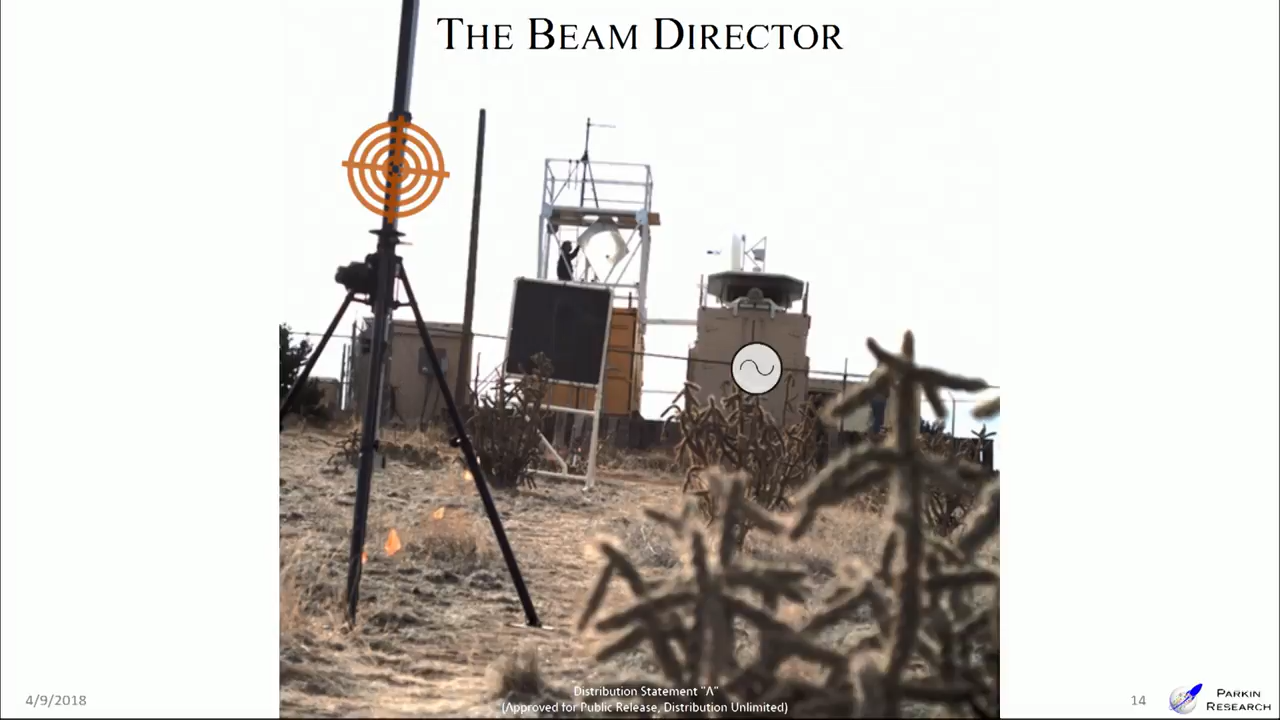 THE BEAM DIRECTOR
Distribution Statement "A"
(Approved for Public Release, Distribution Unlimited)
4/9/2018
14
PARKIN
RESEARCH